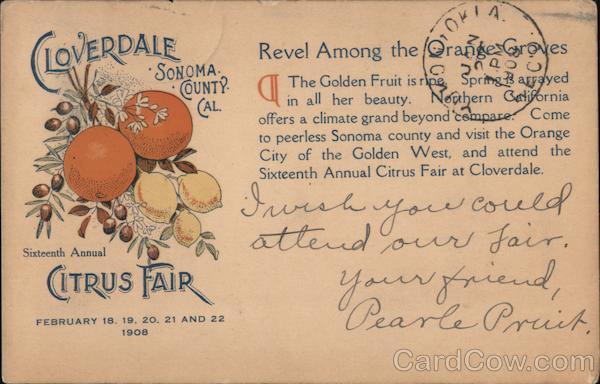 CLOVERDALE
SONOMA
COUNTY
CAL.
Sixteenth Annual
CITRUS FAIR
FEBRUARY 18, 19, 20, 21 AND 22
1908
Revel Among the Orange Groves
The Golden Fruit is ripe. Spring is arrayed
in all her beauty. Northern California
offers a climate grand beyond compare. Come
to peerless Sonoma county and visit the Orange
City of the Golden West, and attend the
Sixteenth Annual Citrus Fair at Cloverdale.
I wish you could
attend our fair.
Your friend,
Pearle Pruit.
CardCow.com